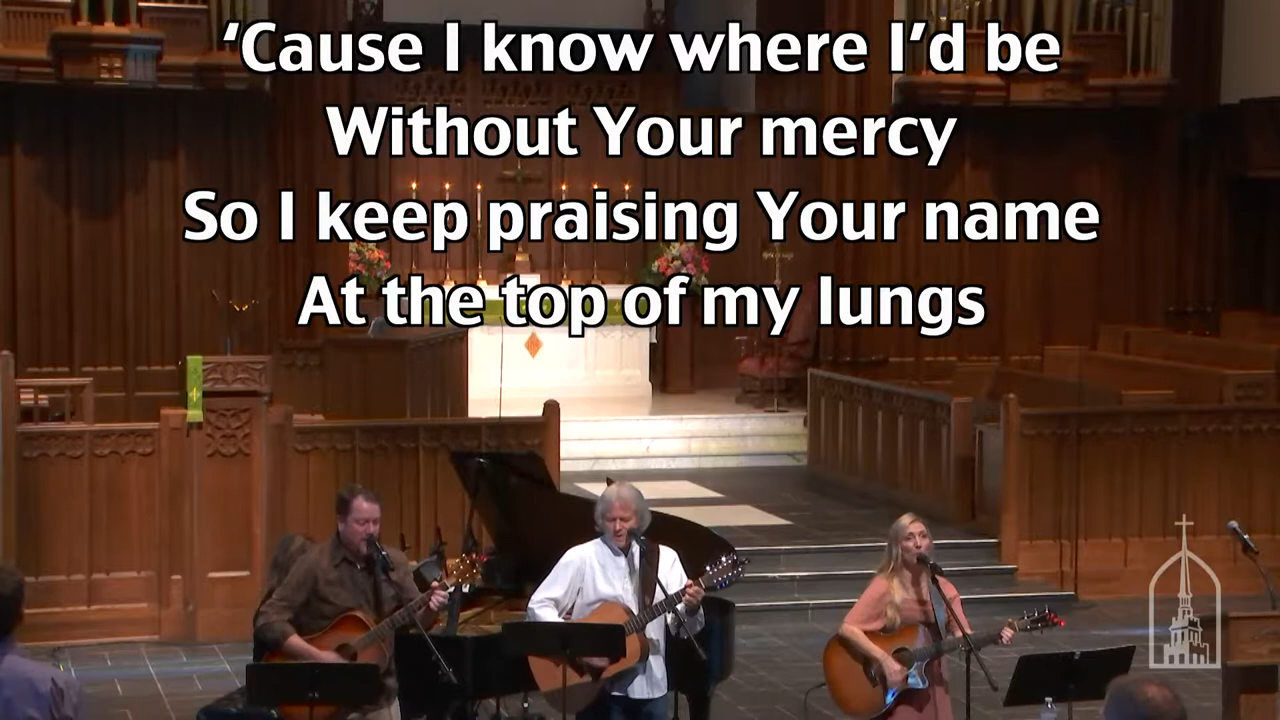 ‘Cause I know where I’d be
Without Your mercy
So I keep praising Your name
At the top of my lungs